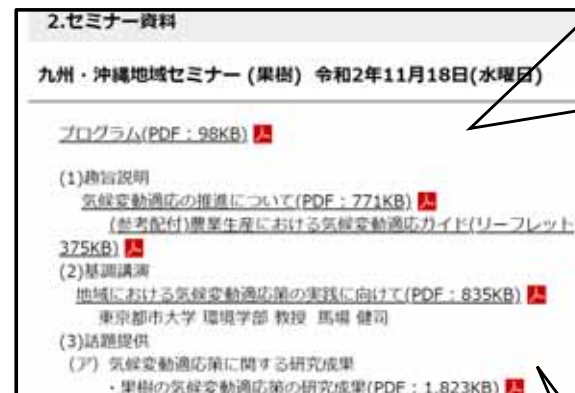 2.セミナー資料
九州・沖縄地域セミナー (果樹) 令和2年11月18日(水曜日)
プログラム(PDF：98KB)
(1)趣旨説明
気候変動適応の推進について(PDF：771KB)
(参考配付)農業生産における気候変動適応ガイド(リーフレット
375KB)
(2)基調講演
地域における気候変動適応策の実践に向けて(PDF：835KB)
東京都市大学 環境学部 教授 馬場 健司
(3)話題提供
(ア) 気候変動適応策に関する研究成果
・果樹の気候変動適応策の研究成果(PDF：1,823KB)